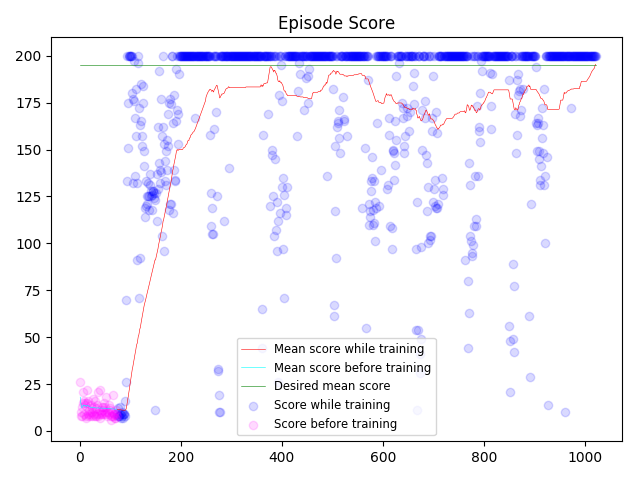 Episode Score
200
175
150
125
100
75
50
25
0
Mean score while training
Mean score before training
Desired mean score
Score while training
Score before training
0 200 400 600 800 1000